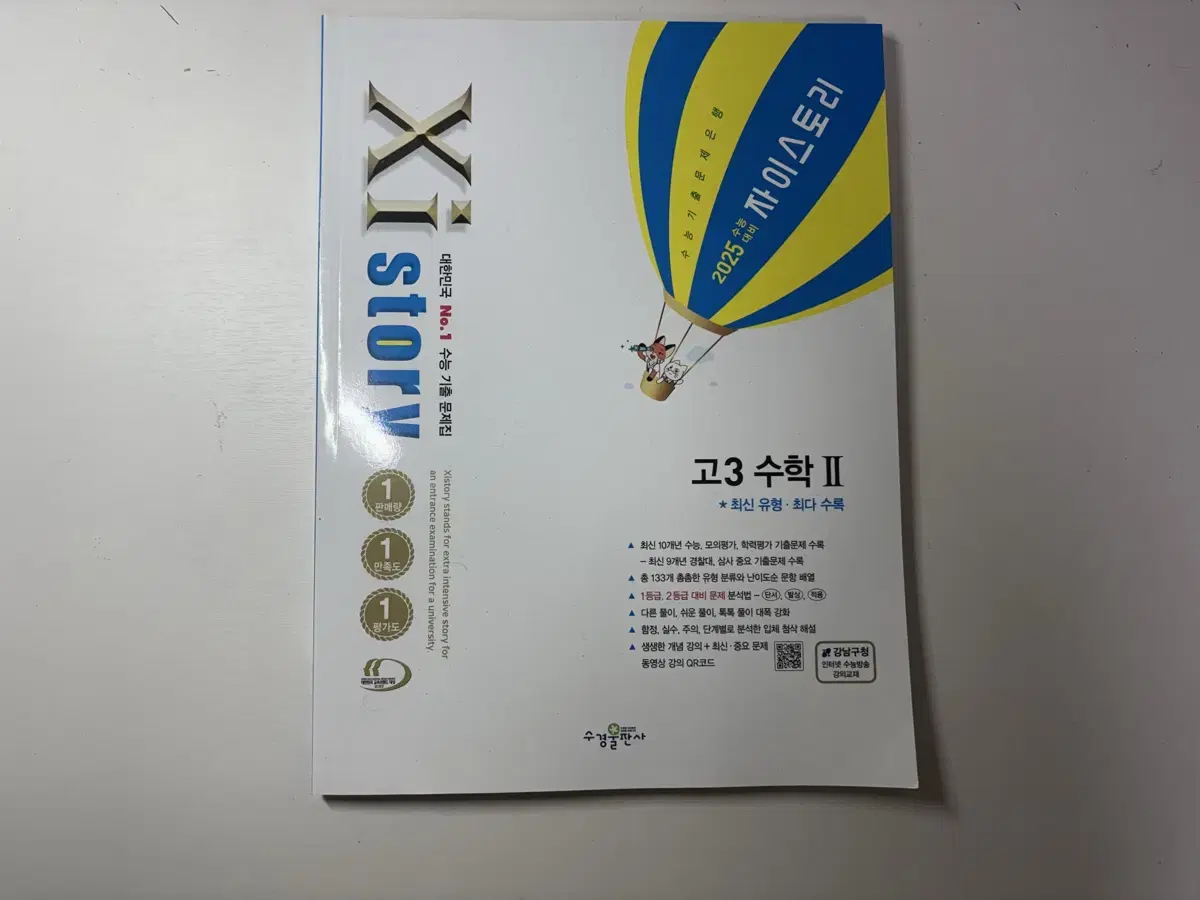 Xi story
대한민국 No.1 수능 기출 문제집
Xistory stands for extra intensive story for
an entrance examination for a university.
1
판매량
1
만족도
1
평가도
수능기출문제은행
2025 수능 대비
자이스토리
고3 수학 Ⅱ
* 최신 유형 · 최다 수록
▲ 최신 10개년 수능, 모의평가, 학력평가 기출문제 수록
– 최신 9개년 경찰대, 삼사 중요 기출문제 수록
▲ 총 133개 촘촘한 유형 분류와 난이도순 문항 배열
▲ 1등급, 2등급 대비 문제 분석법 – 단서, 발상, 적용
▲ 다른 풀이, 쉬운 풀이, 톡톡 풀이 대폭 강화
▲ 함정, 실수, 주의, 단계별로 분석한 입체 첨삭 해설
▲ 생생한 개념 강의 + 최신 · 중요 문제
동영상 강의 QR코드
강남구청
인터넷 수능방송
강의교재
수경출판사